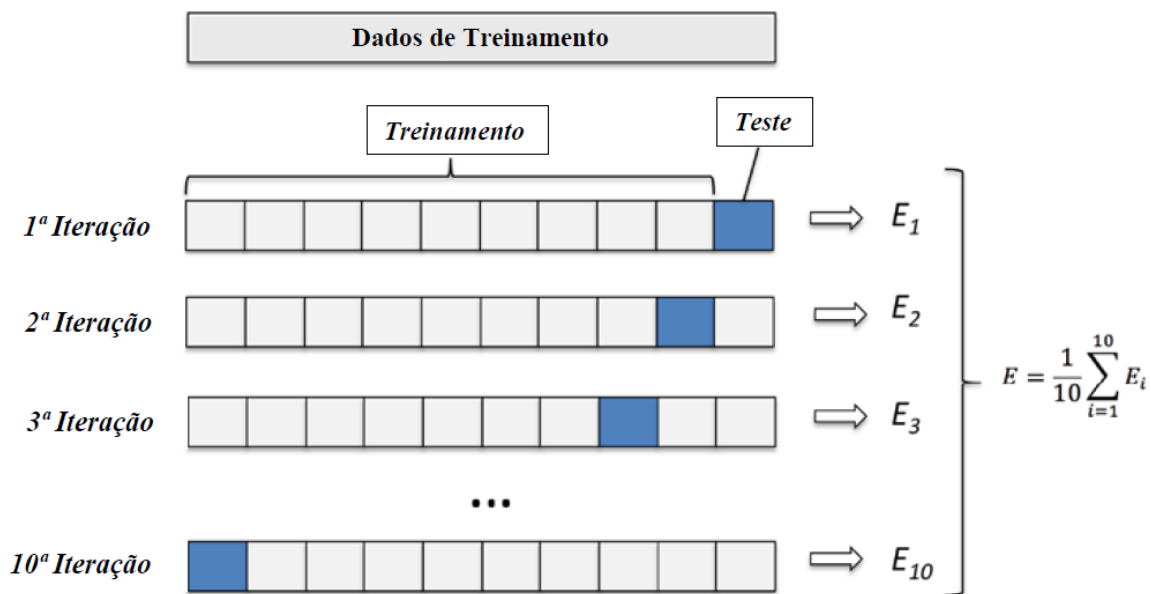 Dados de Treinamento
Treinamento
Teste
1ª Iteração
E1
2ª Iteração
E2
E = 1/10 10∑i=1 Ei
3ª Iteração
E3
...
10ª Iteração
E10